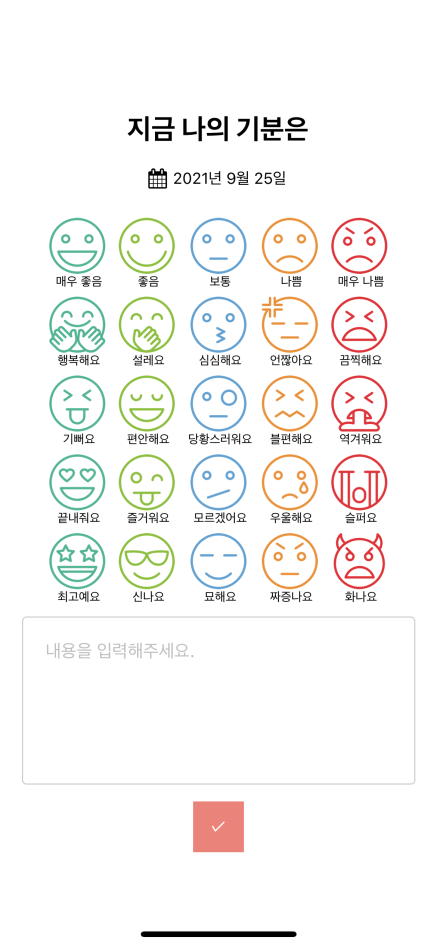 지금 나의 기분은
2021년 9월 25일
매우 좋음 좋음 보통 나쁨 매우 나쁨
행복해요 설레요 심심해요 언짢아요 끔찍해요
기뻐요 편안해요 당황스러워요 불편해요 역겨워요
끝내줘요 즐거워요 모르겠어요 우울해요 슬퍼요
최고예요 신나요 묘해요 짜증나요 화나요
내용을 입력해주세요.